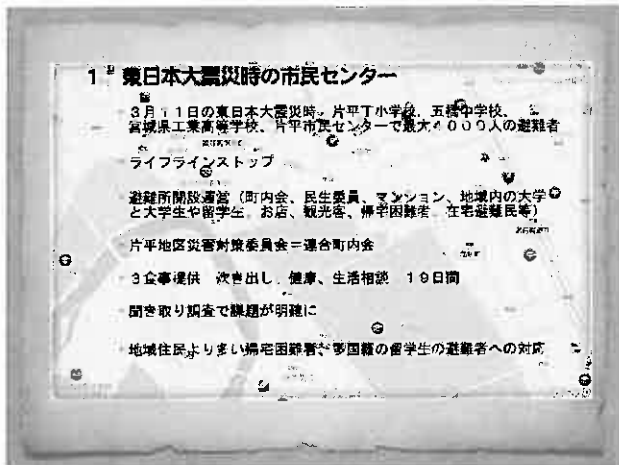 1 東日本大震災時の市民センター
3月11日の東日本大震災時、片平丁小学校、五橋中学校、
宮城県工業高等学校、片平市民センターで最大4000人の避難者
ライフラインストップ
避難所開設運営(町内会、民生委員、マンション、地域内の大学
と大学生や留学生、お店、観光客、帰宅困難者、在宅避難民等)
片平地区災害対策委員会=連合町内会
3食事提供 炊き出し、健康、生活相談 19日間
聞き取り調査で課題が明確に
地域住民より多い帰宅困難者、多国籍の留学生の避難者への対応